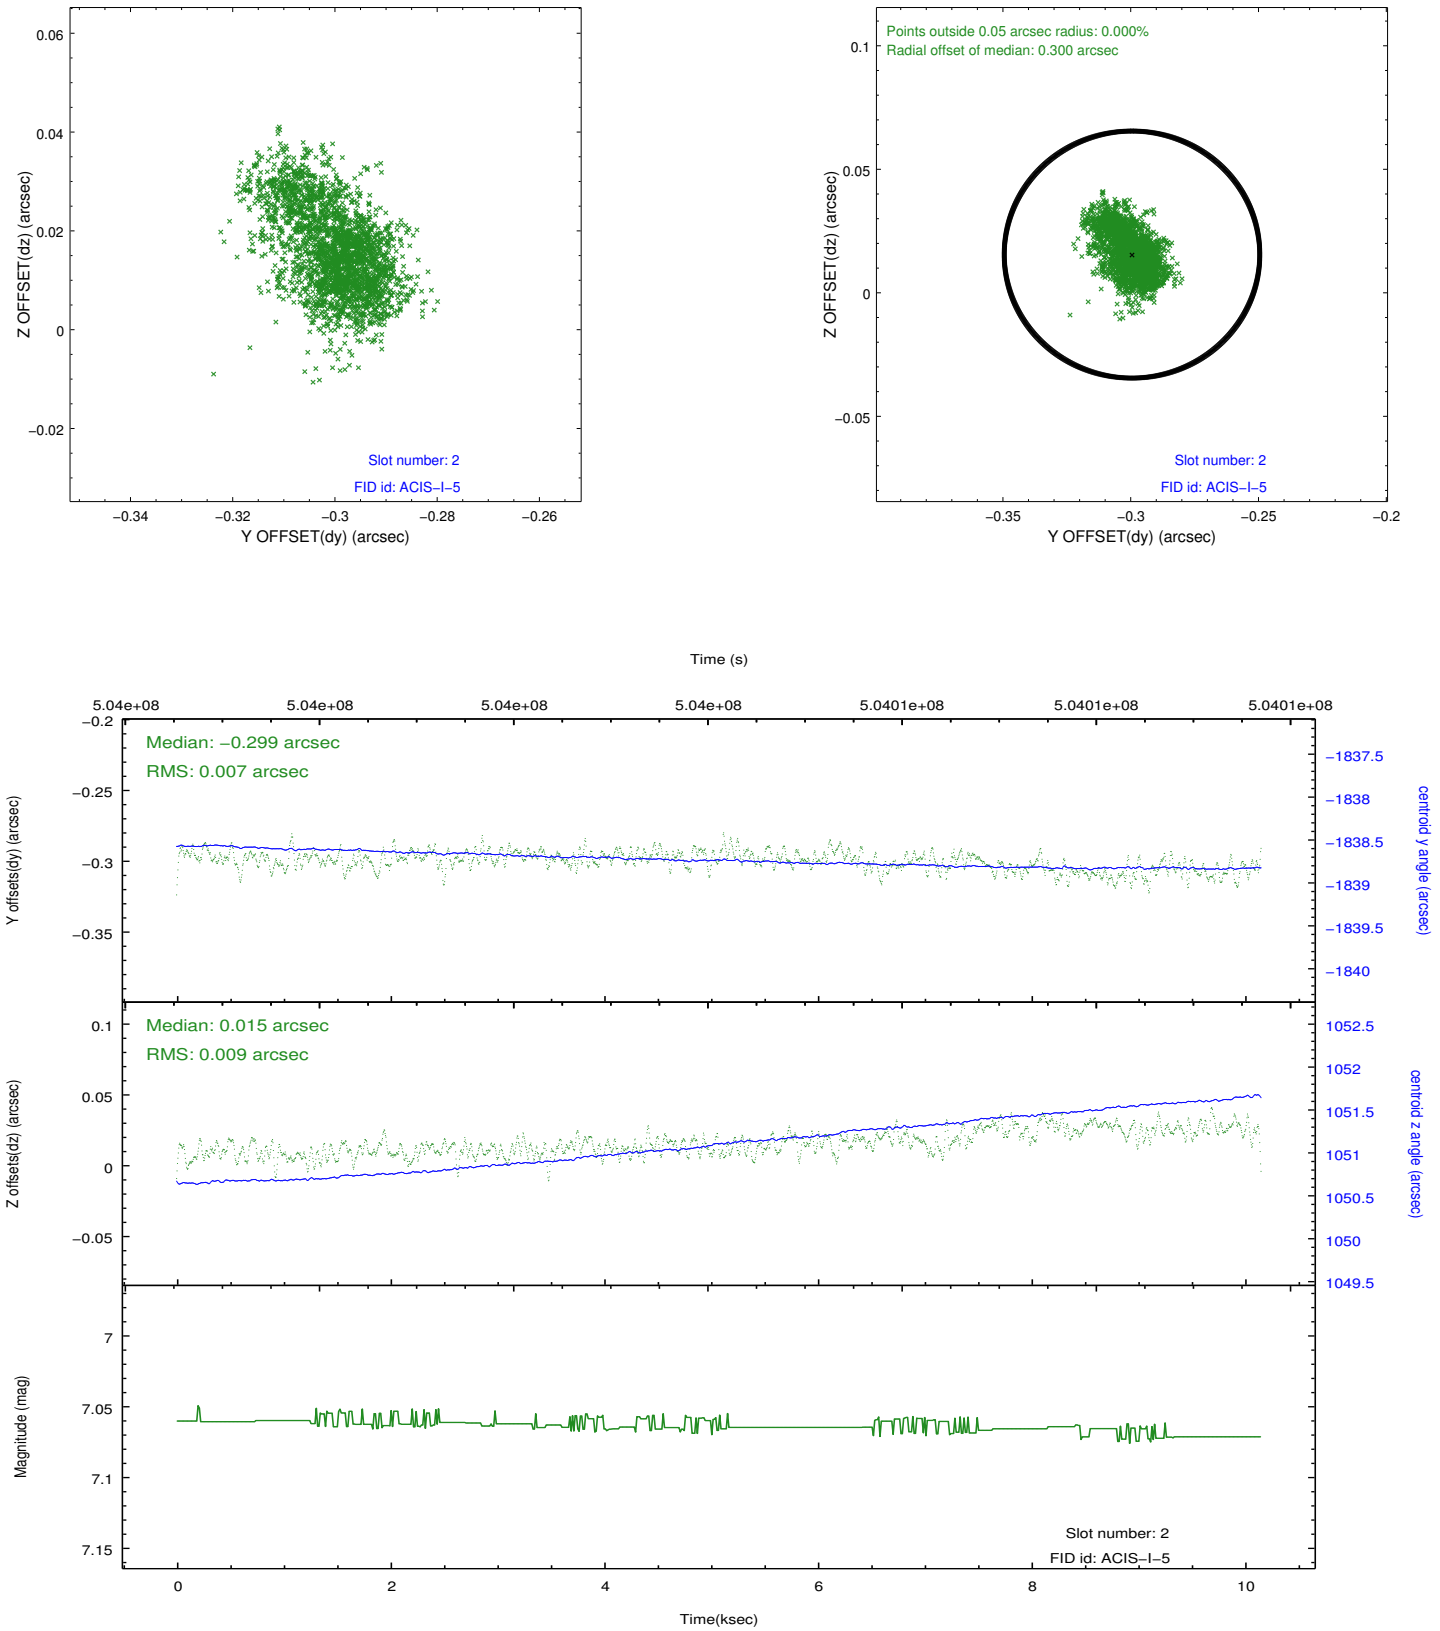 0.06
0.04
0.02
0
−0.02
Z OFFSET(dz) (arcsec)
Slot number: 2
FID id: ACIS−I−5
−0.34 −0.32 −0.3 −0.28 −0.26
Y OFFSET(dy) (arcsec)
Points outside 0.05 arcsec radius: 0.000%
Radial offset of median: 0.300 arcsec
0.1
0.05
0
−0.05
Z OFFSET(dz) (arcsec)
Slot number: 2
FID id: ACIS−I−5
−0.35 −0.3 −0.25 −0.2
Y OFFSET(dy) (arcsec)
Time (s)
5.04e+08 5.04e+08 5.04e+08 5.04e+08 5.0401e+08 5.0401e+08 5.0401e+08
−0.2
−0.25
−0.3
−0.35
Y offsets(dy) (arcsec)
Median: −0.299 arcsec
RMS: 0.007 arcsec
−1837.5
−1838
−1838.5
−1839
−1839.5
−1840
centroid y angle (arcsec)
0.1
0.05
0
−0.05
Z offsets(dz) (arcsec)
Median: 0.015 arcsec
RMS: 0.009 arcsec
1052.5
1052
1051.5
1051
1050.5
1050
1049.5
centroid z angle (arcsec)
7
7.05
7.1
7.15
Magnitude (mag)
Slot number: 2
FID id: ACIS−I−5
0 2 4 6 8 10
Time(ksec)